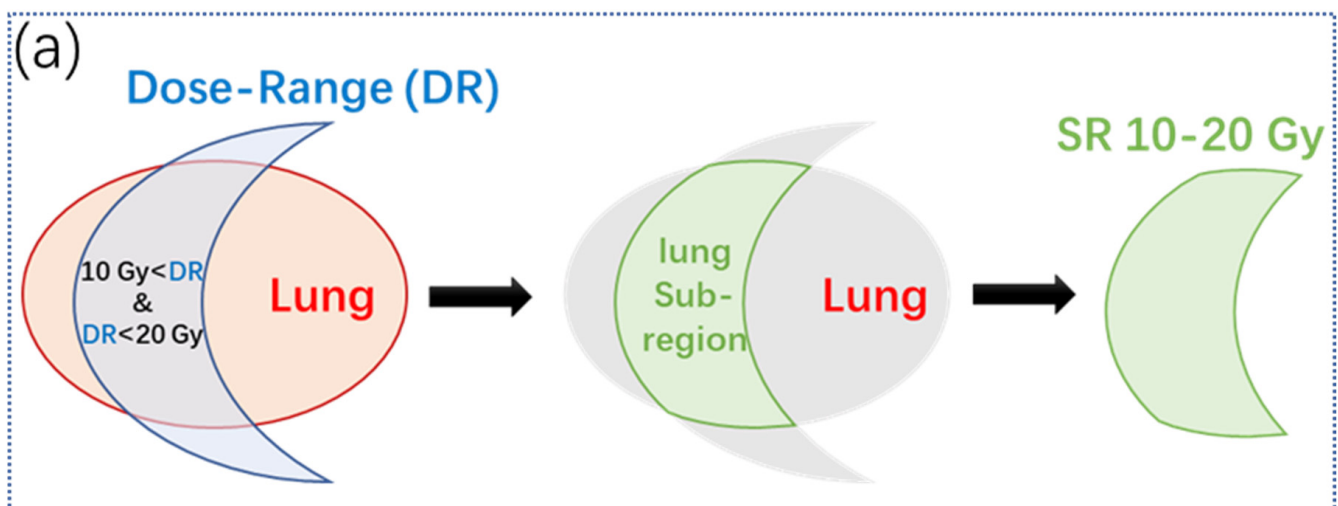 (a)
Dose-Range (DR)
10 Gy<DR
&
DR<20 Gy
Lung
lung
Sub-
region
Lung
SR 10-20 Gy